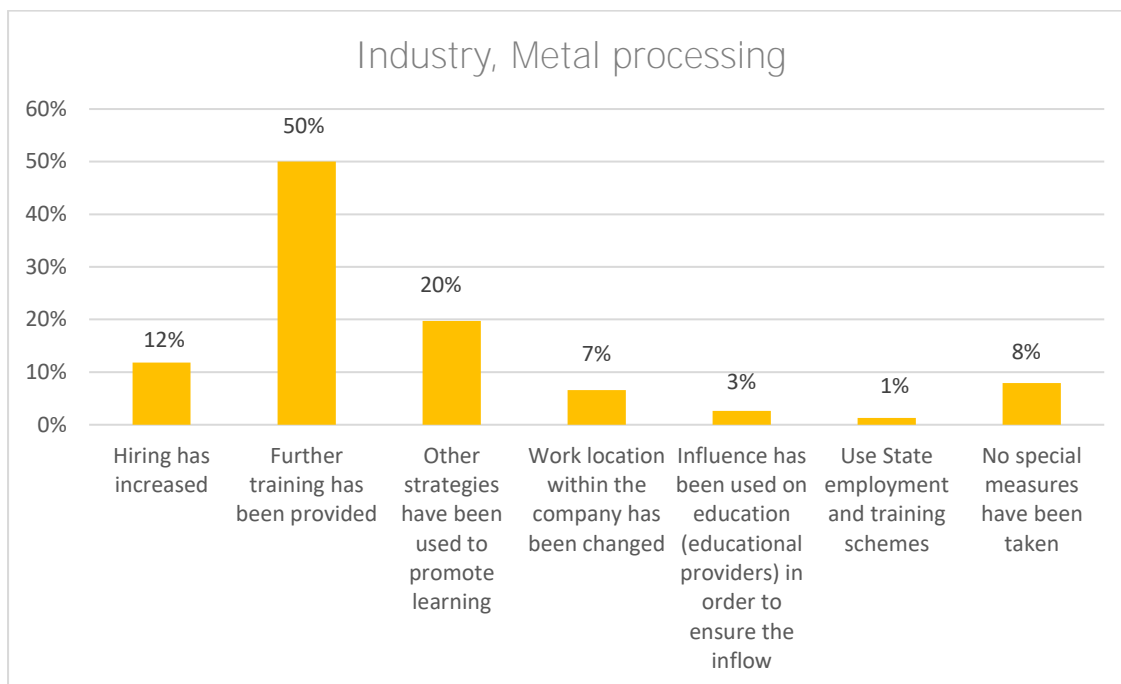 Industry, Metal processing
60%
50%
40%
30%
20%
10%
0%
12%
50%
20%
7%
3%
1%
8%
Hiring has
increased
Further
training has
been provided
Other
strategies
have been
used to
promote
learning
Work location
within the
company has
been changed
Influence has
been used on
education
(educational
providers) in
order to
ensure the
inflow
Use State
employment
and training
schemes
No special
measures
have been
taken